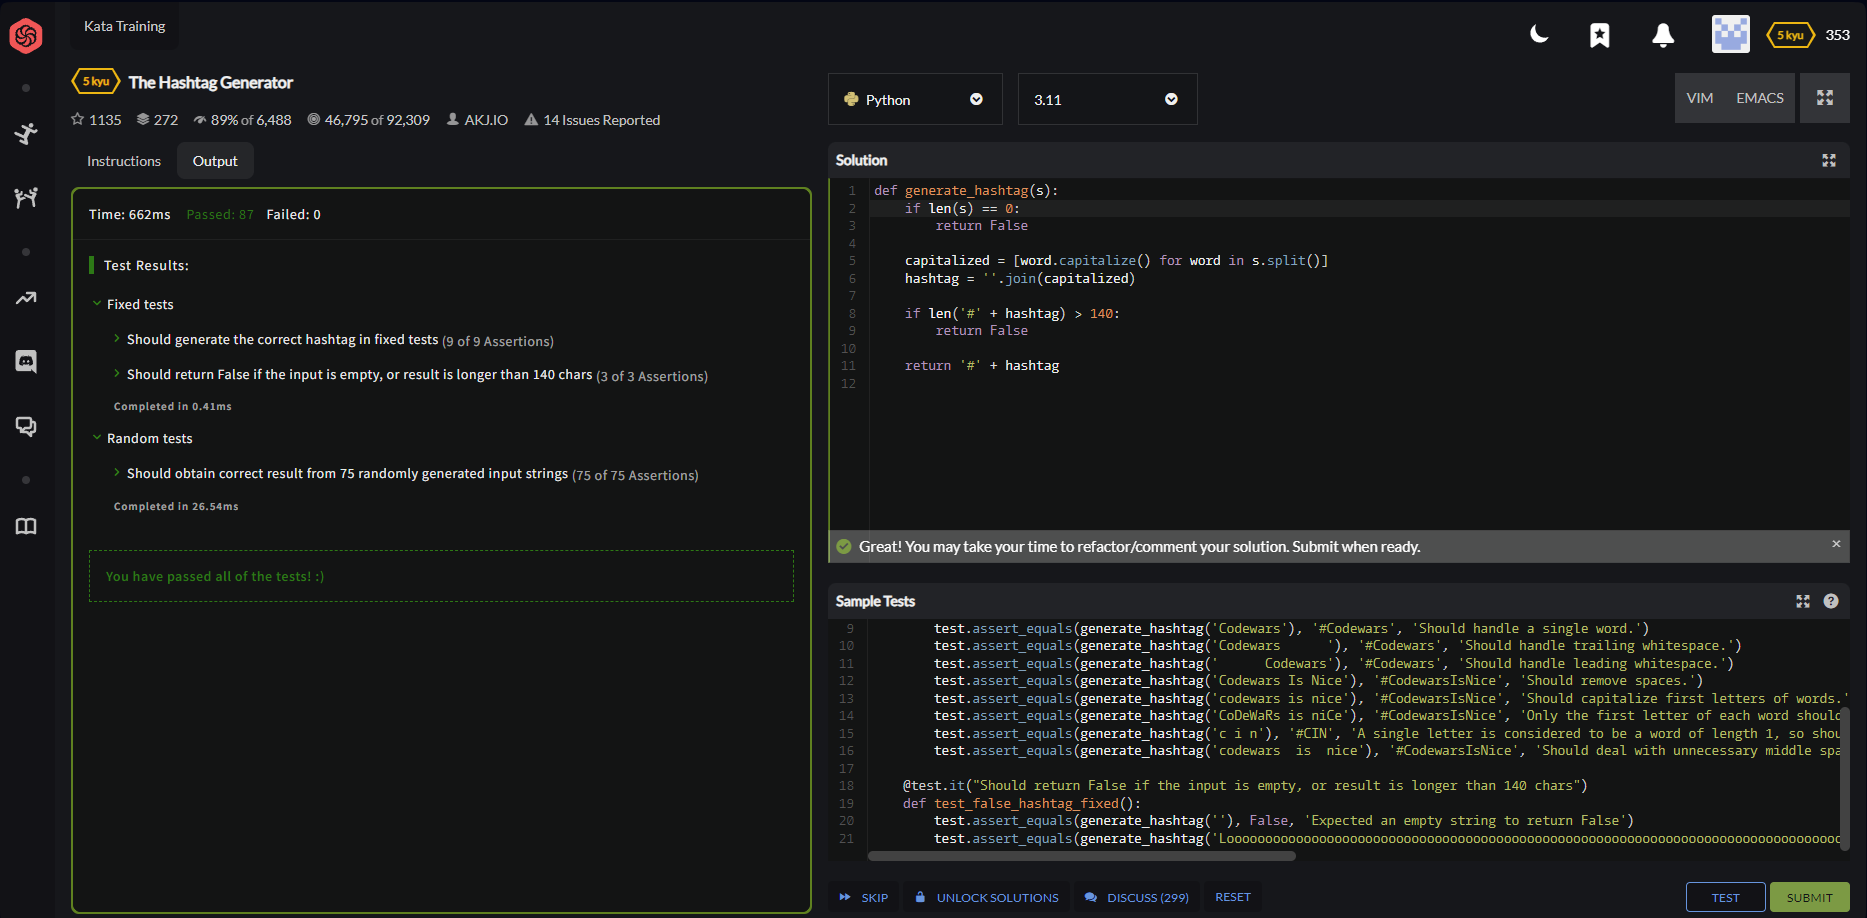 Kata Training
5 kyu
353
5 kyu The Hashtag Generator
1135 272 89% of 6,488 46,795 of 92,309 AKJ.IO 14 Issues Reported
Instructions Output
Time: 662ms Passed: 87 Failed: 0
Test Results:
Fixed tests
Should generate the correct hashtag in fixed tests (9 of 9 Assertions)
Should return False if the input is empty, or result is longer than 140 chars (3 of 3 Assertions)
Completed in 0.41ms
Random tests
Should obtain correct result from 75 randomly generated input strings (75 of 75 Assertions)
Completed in 26.54ms
You have passed all of the tests! :)
Python 3.11 VIM EMACS
Solution
1 def generate_hashtag(s):
2     if len(s) == 0:
3         return False
4
5     capitalized = [word.capitalize() for word in s.split()]
6     hashtag = ''.join(capitalized)
7
8     if len('#' + hashtag) > 140:
9         return False
10
11     return '#' + hashtag
12
Great! You may take your time to refactor/comment your solution. Submit when ready.
Sample Tests
9         test.assert_equals(generate_hashtag('Codewars'), '#Codewars', 'Should handle a single word.')
10         test.assert_equals(generate_hashtag('Codewars      '), '#Codewars', 'Should handle trailing whitespace.')
11         test.assert_equals(generate_hashtag('      Codewars'), '#Codewars', 'Should handle leading whitespace.')
12         test.assert_equals(generate_hashtag('Codewars Is Nice'), '#CodewarsIsNice', 'Should remove spaces.')
13         test.assert_equals(generate_hashtag('codewars is nice'), '#CodewarsIsNice', 'Should capitalize first letters of words.'
14         test.assert_equals(generate_hashtag('CoDeWaRs is niCe'), '#CodewarsIsNice', 'Only the first letter of each word should
15         test.assert_equals(generate_hashtag('c i n'), '#CIN', 'A single letter is considered to be a word of length 1, so shou
16         test.assert_equals(generate_hashtag('codewars  is  nice'), '#CodewarsIsNice', 'Should deal with unnecessary middle spa
17
18     @test.it("Should return False if the input is empty, or result is longer than 140 chars")
19     def test_false_hashtag_fixed():
20         test.assert_equals(generate_hashtag(''), False, 'Expected an empty string to return False')
21         test.assert_equals(generate_hashtag('Looooooooooooooooooooooooooooooooooooooooooooooooooooooooooooooooooooooooooooooo
SKIP UNLOCK SOLUTIONS DISCUSS (299) RESET TEST SUBMIT